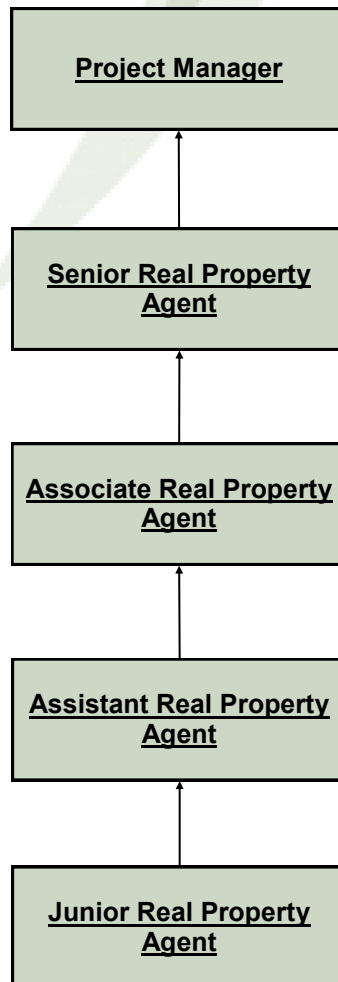 Project Manager
Senior Real Property
Agent
Associate Real Property
Agent
Assistant Real Property
Agent
Junior Real Property
Agent